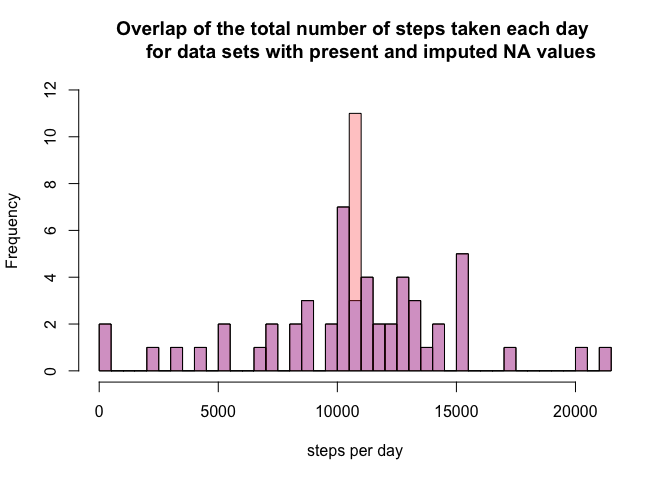 Overlap of the total number of steps taken each day
for data sets with present and imputed NA values
Frequency
12
10
8
6
4
2
0
0 5000 10000 15000 20000
steps per day